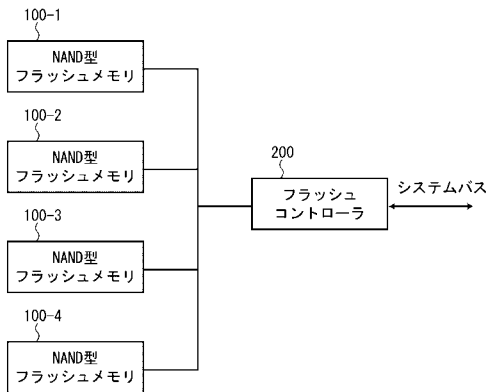 100-1
NAND型
フラッシュメモリ
100-2
NAND型
フラッシュメモリ
100-3
NAND型
フラッシュメモリ
100-4
NAND型
フラッシュメモリ
200
フラッシュ
コントローラ
システムバス